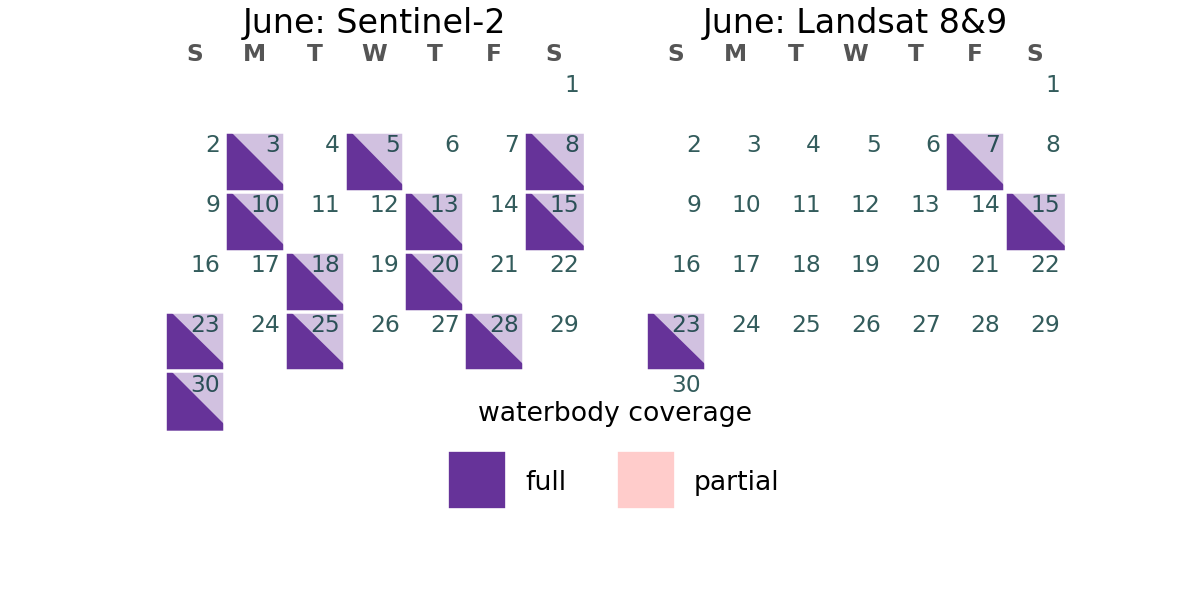 June: Sentinel-2
S M T W T F S
1
2 3 4 5 6 7 8
9 10 11 12 13 14 15
16 17 18 19 20 21 22
23 24 25 26 27 28 29
30
June: Landsat 8&9
S M T W T F S
1
2 3 4 5 6 7 8
9 10 11 12 13 14 15
16 17 18 19 20 21 22
23 24 25 26 27 28 29
30
waterbody coverage
full
partial